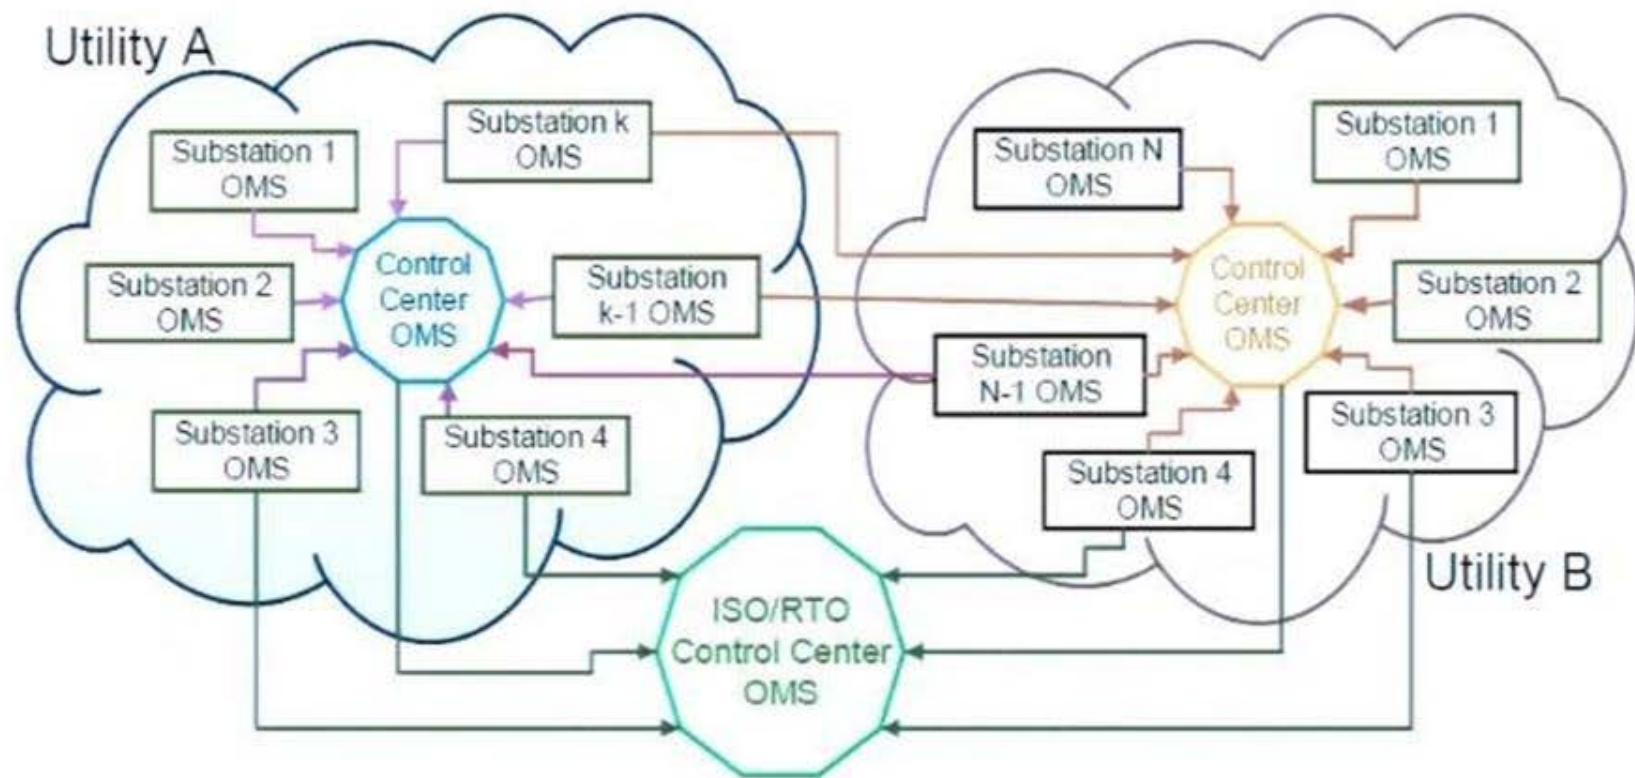 Utility A
Substation k
OMS
Substation 1
OMS
Control
Center
OMS
Substation 2
OMS
Substation
k-1 OMS
Substation 3
OMS
Substation 4
OMS
Substation N
OMS
Substation 1
OMS
Control
Center
OMS
Substation 2
OMS
Substation
N-1 OMS
Substation 3
OMS
Substation 4
OMS
Utility B
ISO/RTO
Control Center
OMS